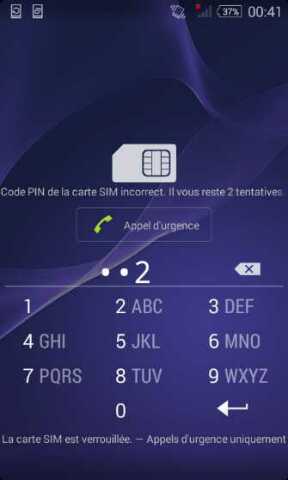 37% 00:41
Code PIN de la carte SIM incorrect. Il vous reste 2 tentatives.
Appel d'urgence
••2
1 2 ABC 3 DEF
4 GHI 5 JKL 6 MNO
7 PQRS 8 TUV 9 WXYZ
0
La carte SIM est verrouillée. — Appels d'urgence uniquement